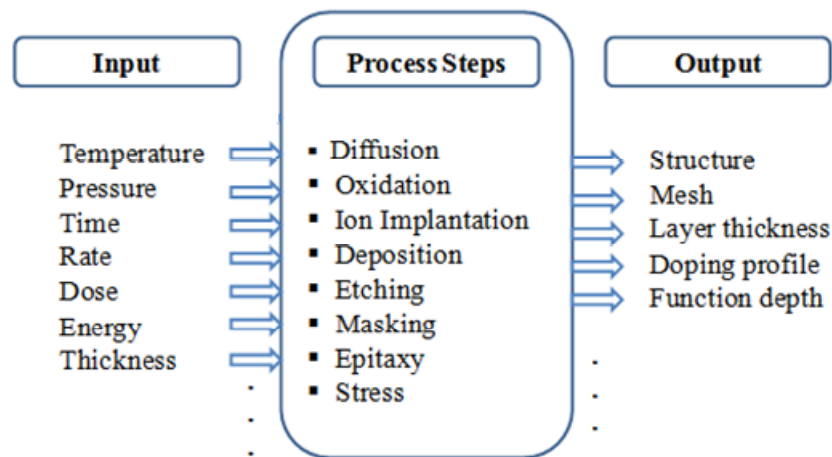 Input
Temperature
Pressure
Time
Rate
Dose
Energy
Thickness
Process Steps
▪ Diffusion
▪ Oxidation
▪ Ion Implantation
▪ Deposition
▪ Etching
▪ Masking
▪ Epitaxy
▪ Stress
Output
Structure
Mesh
Layer thickness
Doping profile
Function depth